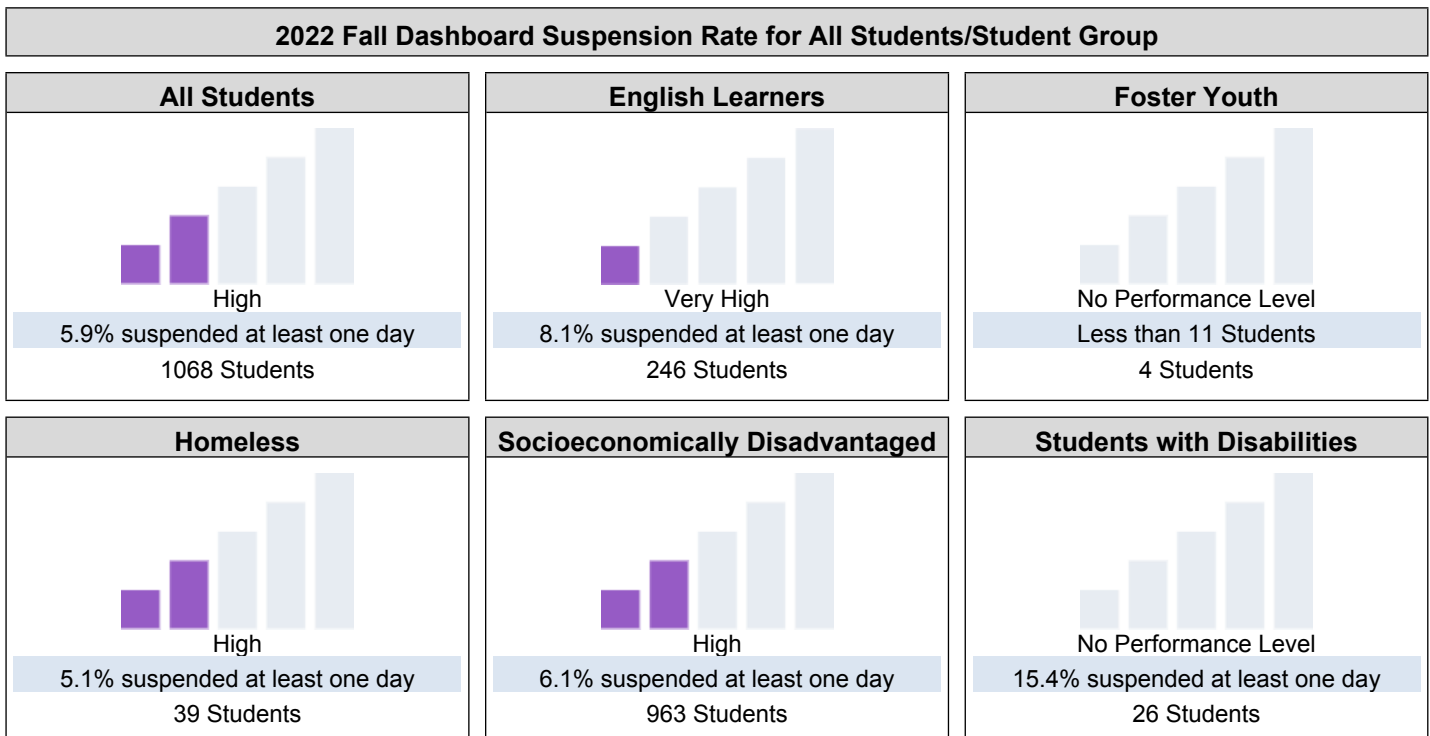 2022 Fall Dashboard Suspension Rate for All Students/Student Group
All Students
High
5.9% suspended at least one day
1068 Students
English Learners
Very High
8.1% suspended at least one day
246 Students
Foster Youth
No Performance Level
Less than 11 Students
4 Students
Homeless
High
5.1% suspended at least one day
39 Students
Socioeconomically Disadvantaged
High
6.1% suspended at least one day
963 Students
Students with Disabilities
No Performance Level
15.4% suspended at least one day
26 Students